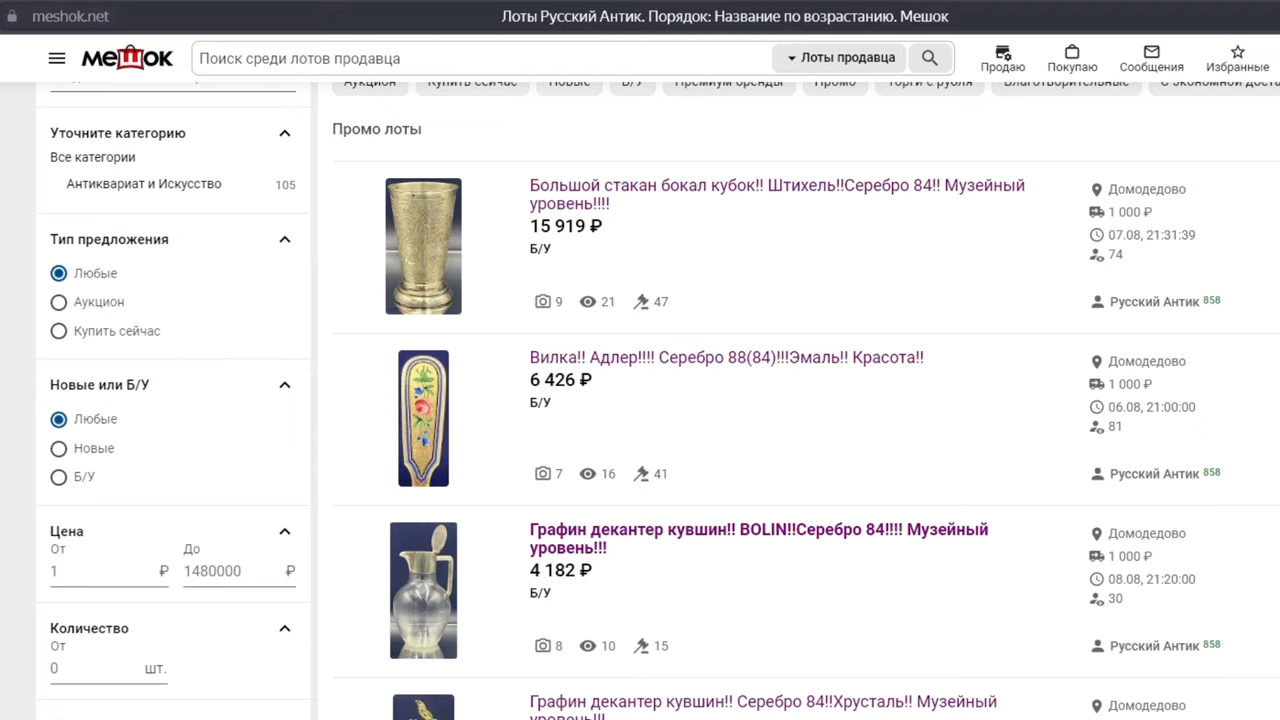 meshok.net
Лоты Русский Антик. Порядок: Название по возрастанию. Мешок
мешок
Поиск среди лотов продавца
Лоты продавца
Продаю
Покупаю
Сообщения
Избранные
Аукцион
Купить сейчас
Новые
Б/У
Премиум бренды
Промо
Торги с рубля
Благотворительные
С экономной
Уточните категорию
Все категории
Антиквариат и Искусство 105
Тип предложения
Любые
Аукцион
Купить сейчас
Новые или Б/У
Любые
Новые
Б/У
Цена
От До
1 ₽ 1480000 ₽
Количество
От
0 шт.
Промо лоты
Большой стакан бокал кубок!! Штихель!!Серебро 84!! Музейный
уровень!!!!
15 919 ₽
Б/У
9 21 47
Домодедово
1 000 ₽
07.08, 21:31:39
74
Русский Антик 858
Вилка!! Адлер!!!! Серебро 88(84)!!!Эмаль!! Красота!!
6 426 ₽
Б/У
7 16 41
Домодедово
1 000 ₽
06.08, 21:00:00
81
Русский Антик 858
Графин декантер кувшин!! BOLIN!!Серебро 84!!!! Музейный
уровень!!!
4 182 ₽
Б/У
8 10 15
Домодедово
1 000 ₽
08.08, 21:20:00
30
Русский Антик 858
Графин декантер кувшин!! Серебро 84!!Хрусталь!! Музейный
уровень!!!
Домодедово